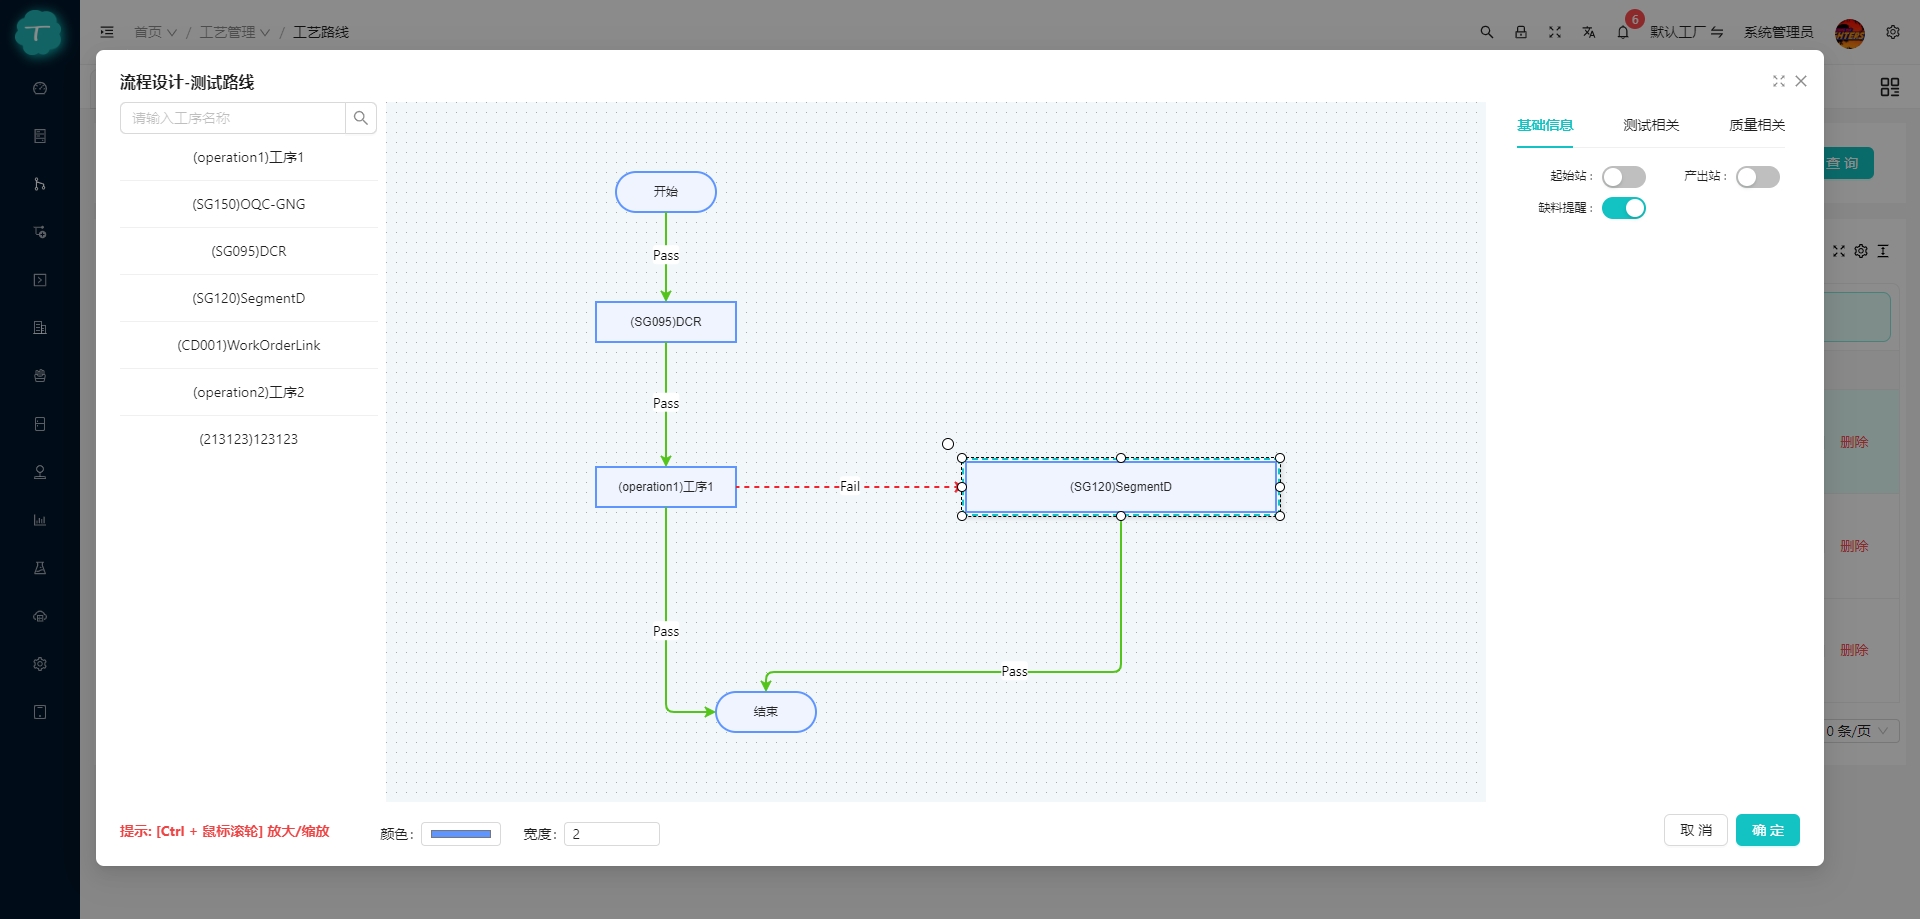 T
首页 / 工艺管理 / 工艺路线
6
默认工厂
系统管理员
流程设计-测试路线
请输入工序名称
(operation1)工序1
(SG150)OQC-GNG
(SG095)DCR
(SG120)SegmentD
(CD001)WorkOrderLink
(operation2)工序2
(213123)123123
开始
Pass
(SG095)DCR
Pass
(operation1)工序1
Fail
(SG120)SegmentD
Pass
Pass
结束
基础信息
测试相关
质量相关
起始站：
产出站：
缺料提醒：
查 询
删除
删除
删除
0 条/页
提示: [Ctrl + 鼠标滚轮] 放大/缩放
颜色：
宽度： 2
取 消
确 定